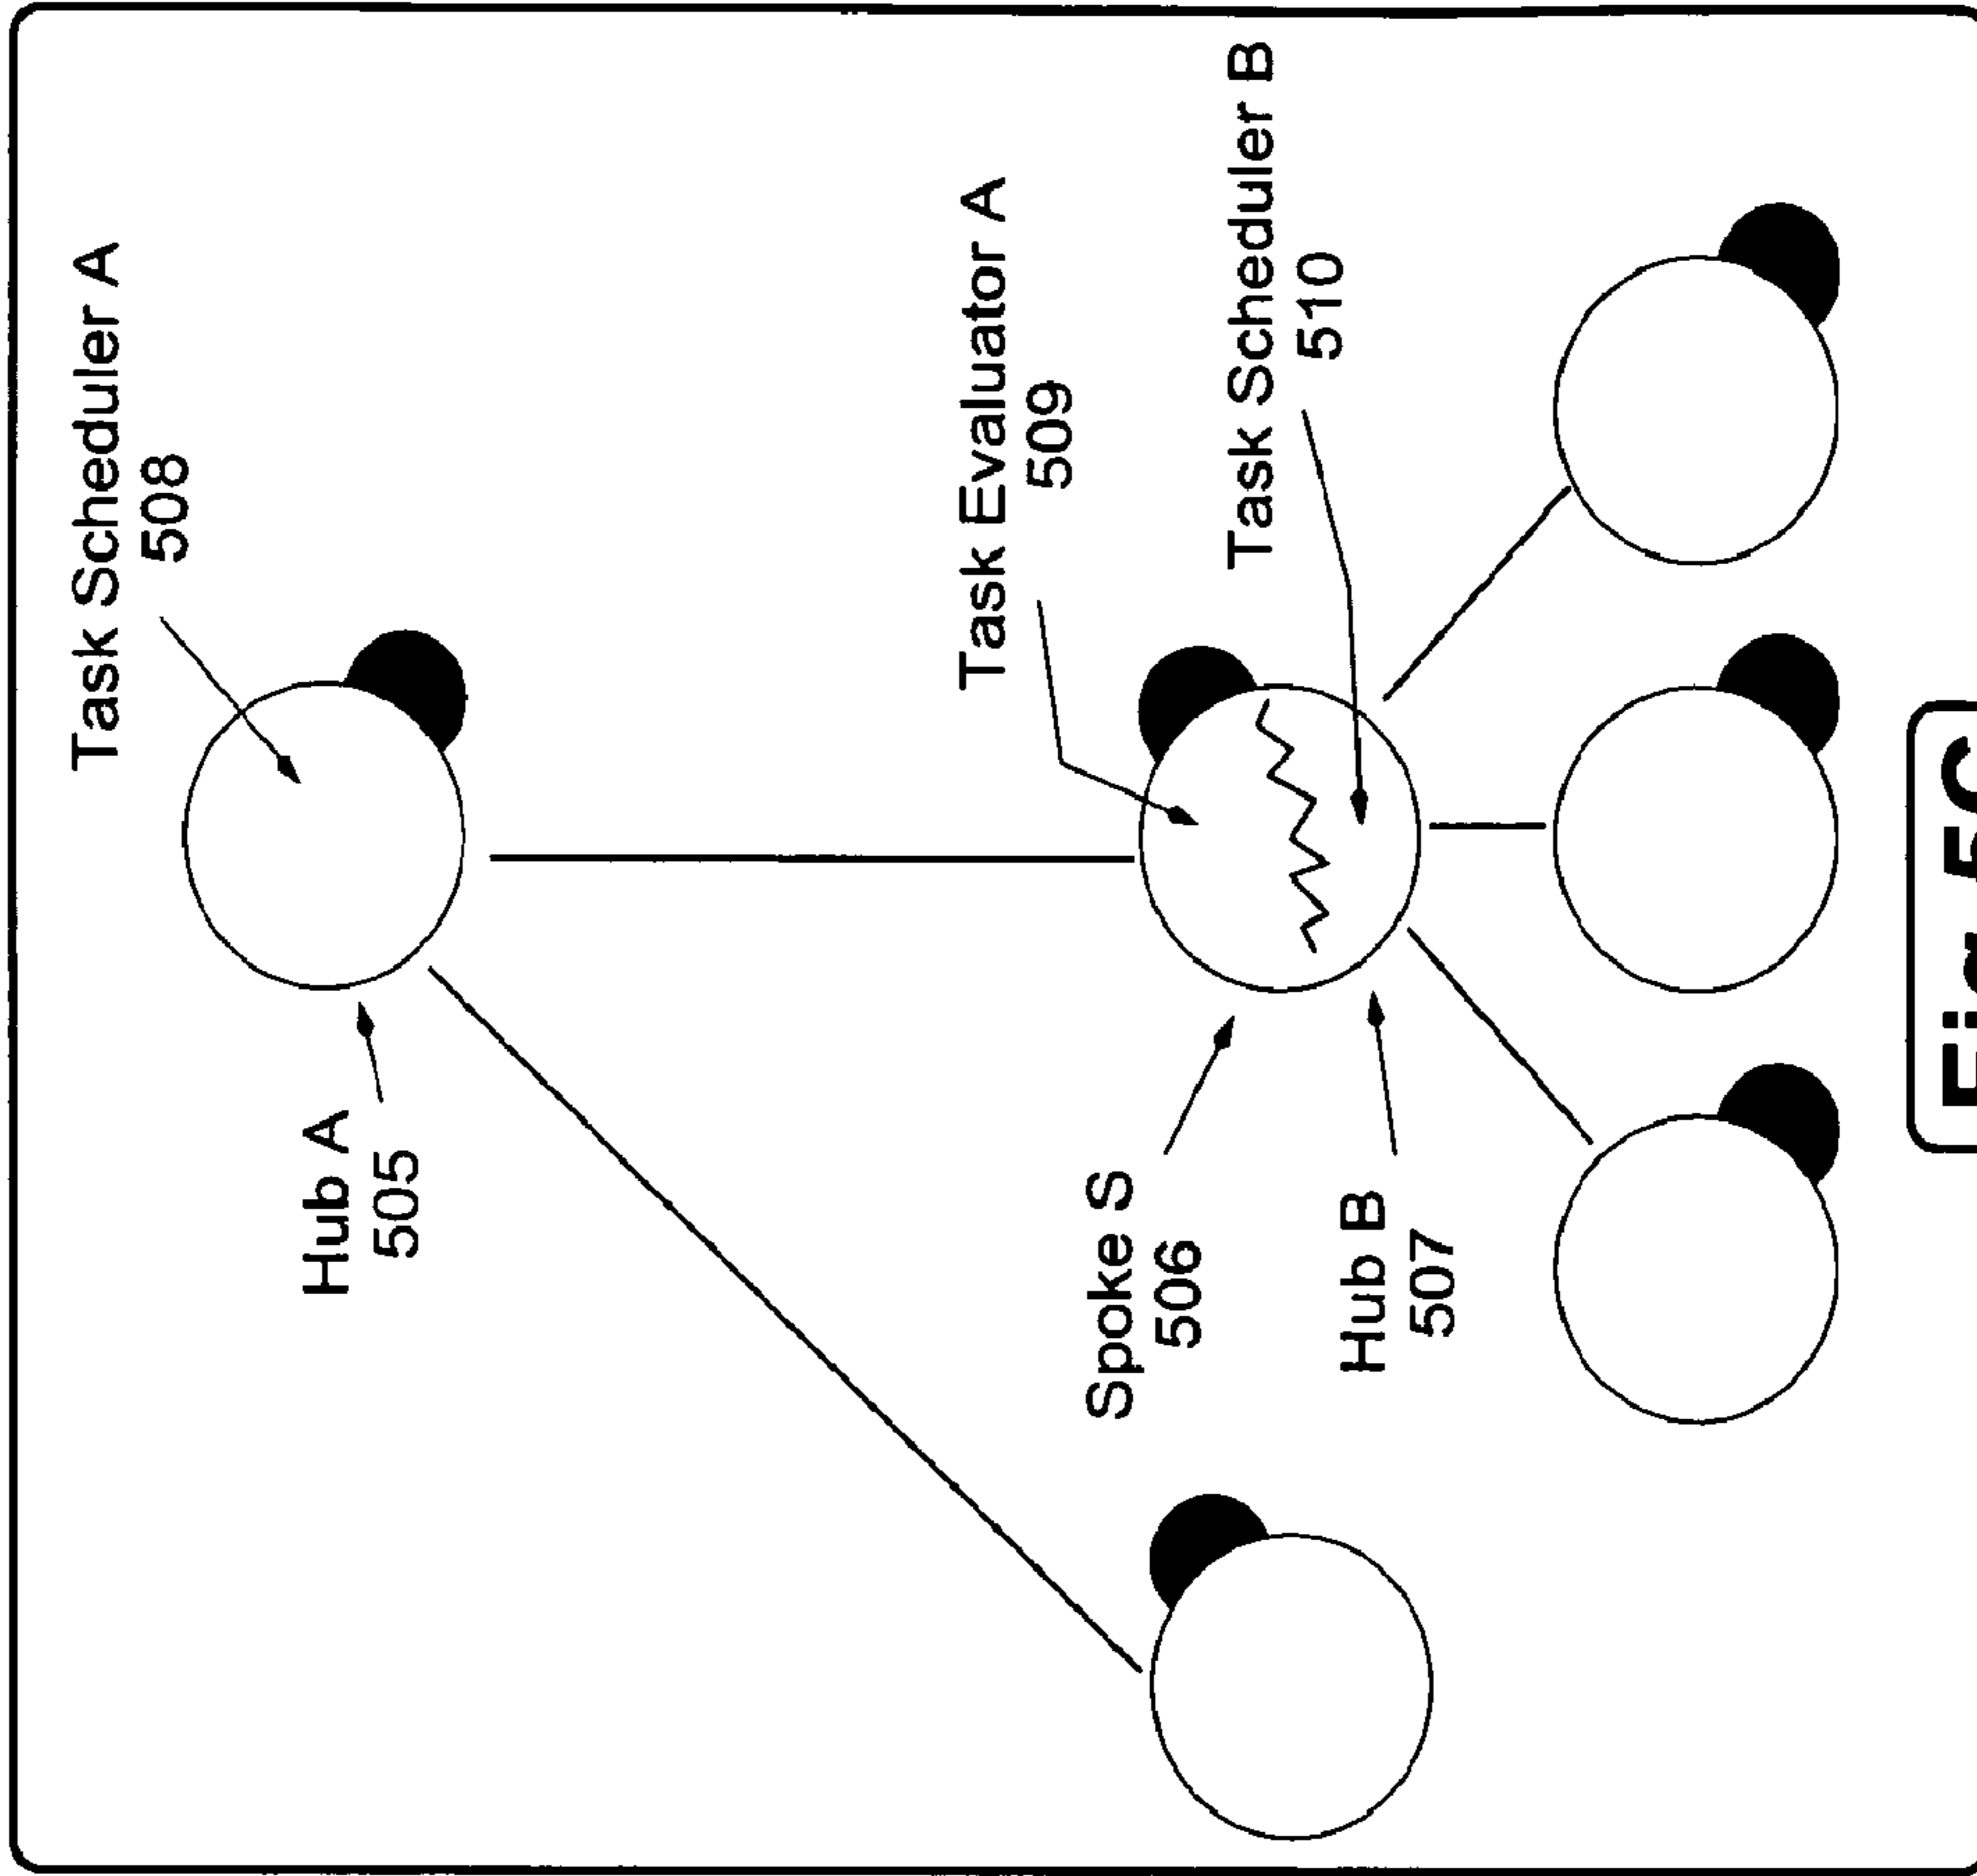 Task Scheduler A
508
Hub A
505
Task Evaluator A
509
Spoke S
506
Task Scheduler B
510
Hub B
507